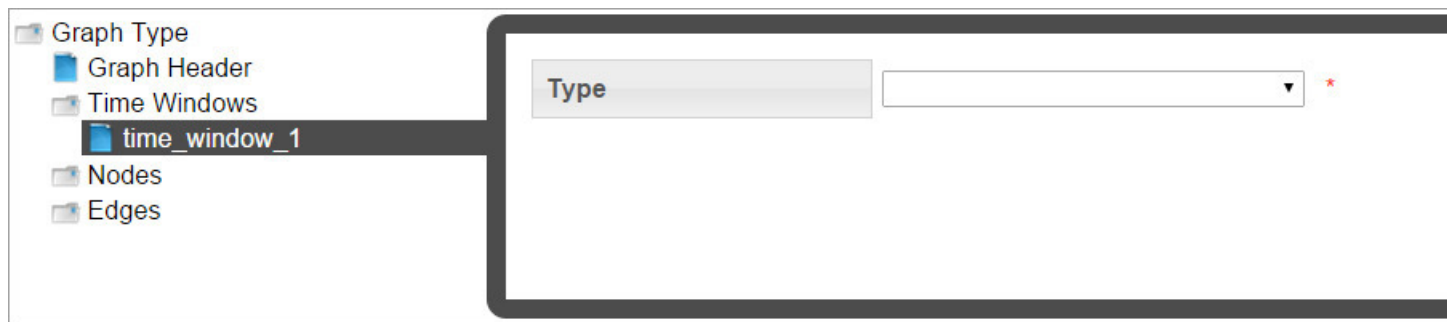 Graph Type
Graph Header
Time Windows
time_window_1
Nodes
Edges
Type
*